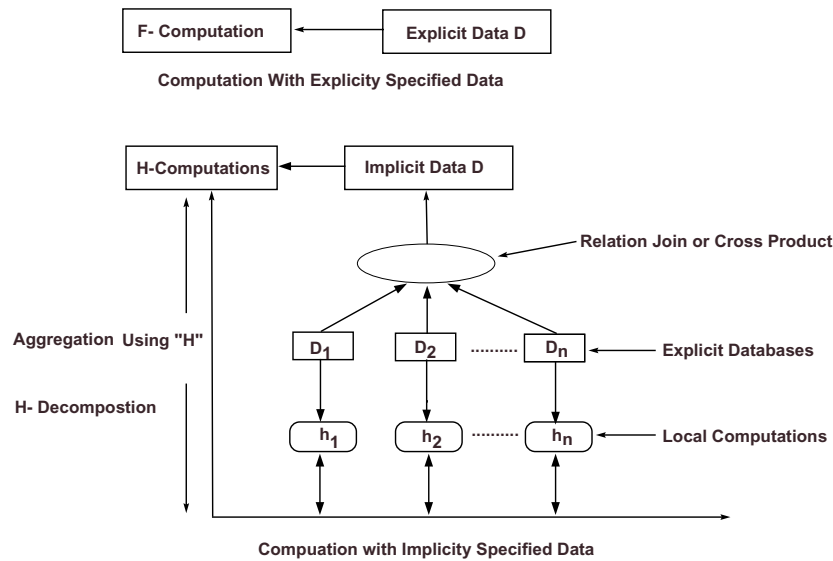 F- Computation
Explicit Data D
Computation With Explicity Specified Data
H-Computations
Implicit Data D
Relation Join or Cross Product
Aggregation Using "H"
D1
D2
.........
Dn
Explicit Databases
H- Decompostion
h1
h2
.........
hn
Local Computations
Compuation with Implicity Specified Data